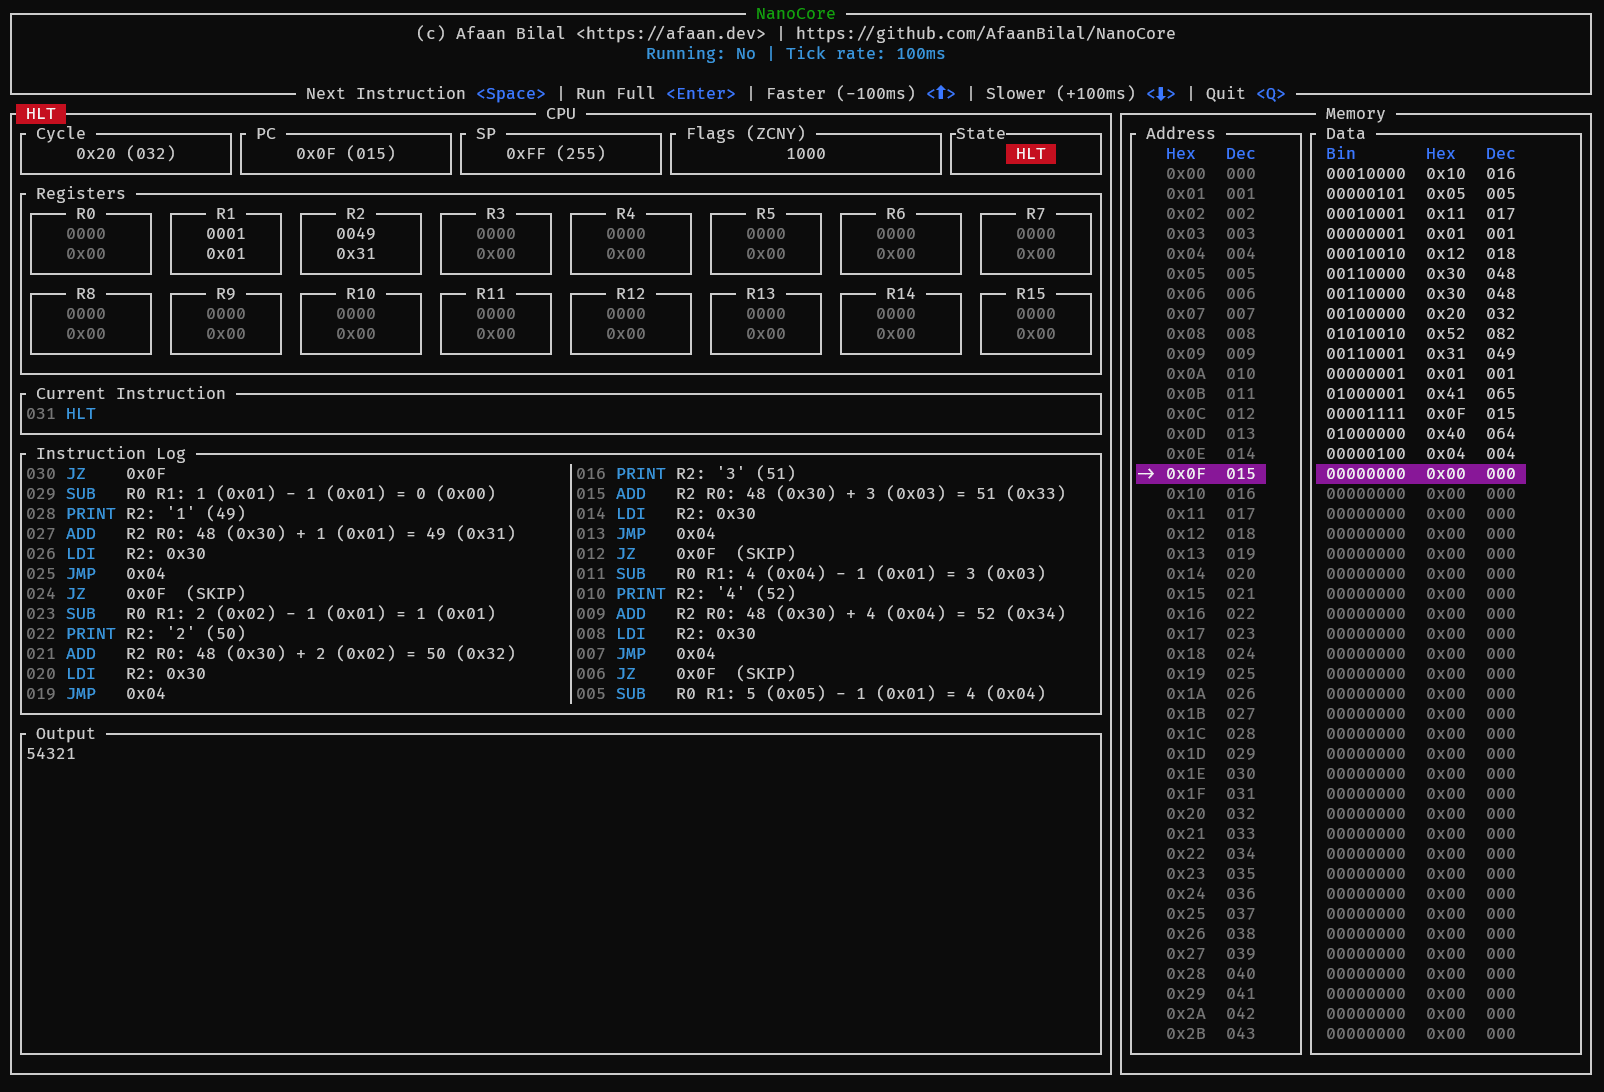 NanoCore
(c) Afaan Bilal <https://afaan.dev> | https://github.com/AfaanBilal/NanoCore
Running: No | Tick rate: 100ms
Next Instruction <Space> | Run Full <Enter> | Faster (-100ms) <⬆> | Slower (+100ms) <⬇> | Quit <Q>
HLT CPU
Cycle PC SP Flags (ZCNY) State
0x20 (032) 0x0F (015) 0xFF (255) 1000 HLT
Registers
R0 R1 R2 R3 R4 R5 R6 R7
0000 0001 0049 0000 0000 0000 0000 0000
0x00 0x01 0x31 0x00 0x00 0x00 0x00 0x00
R8 R9 R10 R11 R12 R13 R14 R15
0000 0000 0000 0000 0000 0000 0000 0000
0x00 0x00 0x00 0x00 0x00 0x00 0x00 0x00
Current Instruction
031 HLT
Instruction Log
030 JZ 0x0F
029 SUB R0 R1: 1 (0x01) - 1 (0x01) = 0 (0x00)
028 PRINT R2: '1' (49)
027 ADD R2 R0: 48 (0x30) + 1 (0x01) = 49 (0x31)
026 LDI R2: 0x30
025 JMP 0x04
024 JZ 0x0F (SKIP)
023 SUB R0 R1: 2 (0x02) - 1 (0x01) = 1 (0x01)
022 PRINT R2: '2' (50)
021 ADD R2 R0: 48 (0x30) + 2 (0x02) = 50 (0x32)
020 LDI R2: 0x30
019 JMP 0x04
016 PRINT R2: '3' (51)
015 ADD R2 R0: 48 (0x30) + 3 (0x03) = 51 (0x33)
014 LDI R2: 0x30
013 JMP 0x04
012 JZ 0x0F (SKIP)
011 SUB R0 R1: 4 (0x04) - 1 (0x01) = 3 (0x03)
010 PRINT R2: '4' (52)
009 ADD R2 R0: 48 (0x30) + 4 (0x04) = 52 (0x34)
008 LDI R2: 0x30
007 JMP 0x04
006 JZ 0x0F (SKIP)
005 SUB R0 R1: 5 (0x05) - 1 (0x01) = 4 (0x04)
Output
54321
Memory
Address Data
Hex Dec Bin Hex Dec
0x00 000 00010000 0x10 016
0x01 001 00000101 0x05 005
0x02 002 00010001 0x11 017
0x03 003 00000001 0x01 001
0x04 004 00010010 0x12 018
0x05 005 00110000 0x30 048
0x06 006 00110000 0x30 048
0x07 007 00100000 0x20 032
0x08 008 01010010 0x52 082
0x09 009 00110001 0x31 049
0x0A 010 00000001 0x01 001
0x0B 011 01000001 0x41 065
0x0C 012 00001111 0x0F 015
0x0D 013 01000000 0x40 064
0x0E 014 00000100 0x04 004
→ 0x0F 015 00000000 0x00 000
0x10 016 00000000 0x00 000
0x11 017 00000000 0x00 000
0x12 018 00000000 0x00 000
0x13 019 00000000 0x00 000
0x14 020 00000000 0x00 000
0x15 021 00000000 0x00 000
0x16 022 00000000 0x00 000
0x17 023 00000000 0x00 000
0x18 024 00000000 0x00 000
0x19 025 00000000 0x00 000
0x1A 026 00000000 0x00 000
0x1B 027 00000000 0x00 000
0x1C 028 00000000 0x00 000
0x1D 029 00000000 0x00 000
0x1E 030 00000000 0x00 000
0x1F 031 00000000 0x00 000
0x20 032 00000000 0x00 000
0x21 033 00000000 0x00 000
0x22 034 00000000 0x00 000
0x23 035 00000000 0x00 000
0x24 036 00000000 0x00 000
0x25 037 00000000 0x00 000
0x26 038 00000000 0x00 000
0x27 039 00000000 0x00 000
0x28 040 00000000 0x00 000
0x29 041 00000000 0x00 000
0x2A 042 00000000 0x00 000
0x2B 043 00000000 0x00 000